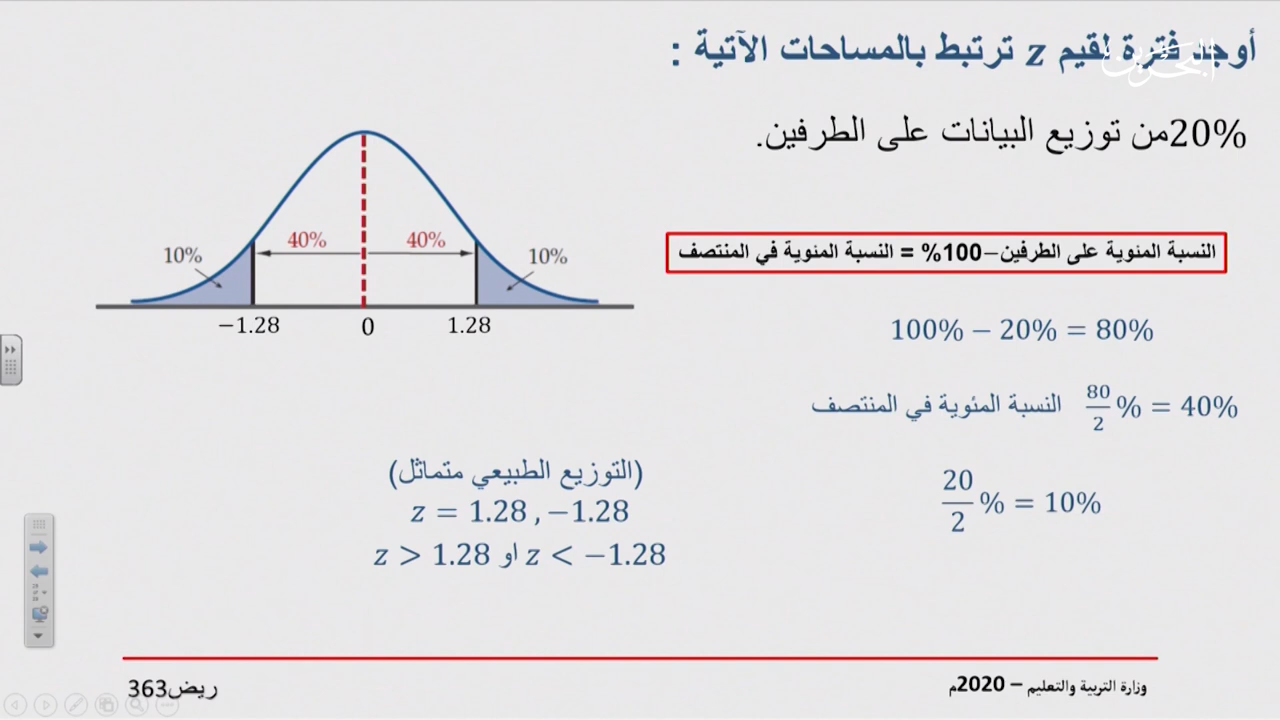 أوجد فترة لقيم z ترتبط بالمساحات الآتية :
البحرين
20%من توزيع البيانات على الطرفين.
النسبة المئوية على الطرفين−100% = النسبة المئوية في المنتصف
100% − 20% = 80%
النسبة المئوية في المنتصف 80/2 % = 40%
20/2 % = 10%
40% 40%
10% 10%
−1.28 0 1.28
(التوزيع الطبيعي متماثل)
z = 1.28 , −1.28
z > 1.28 او z < −1.28
وزارة التربية والتعليم – 2020م
ريض363